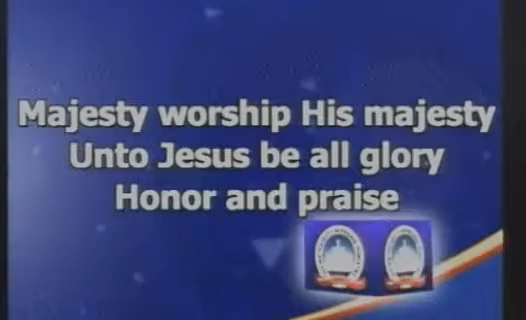 Majesty worship His majesty
Unto Jesus be all glory
Honor and praise